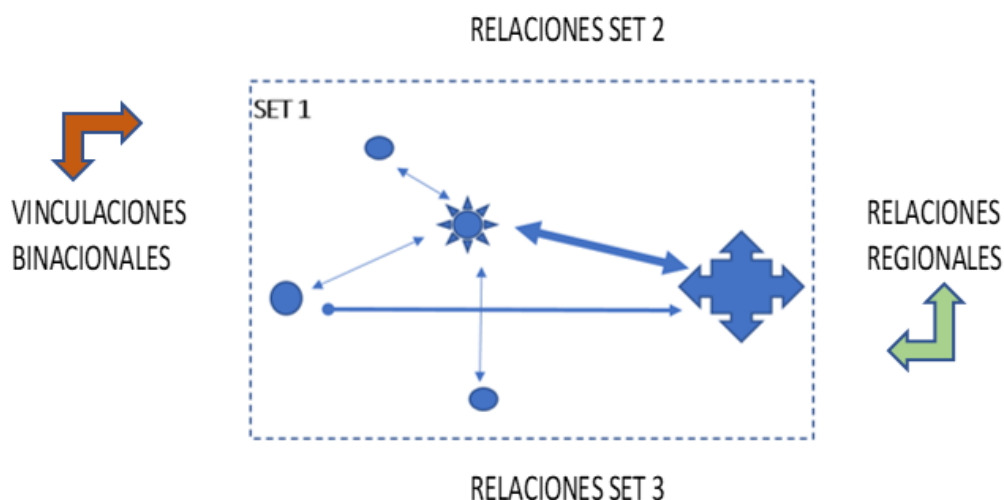 RELACIONES SET 2
SET 1
VINCULACIONES
BINACIONALES
RELACIONES
REGIONALES
RELACIONES SET 3